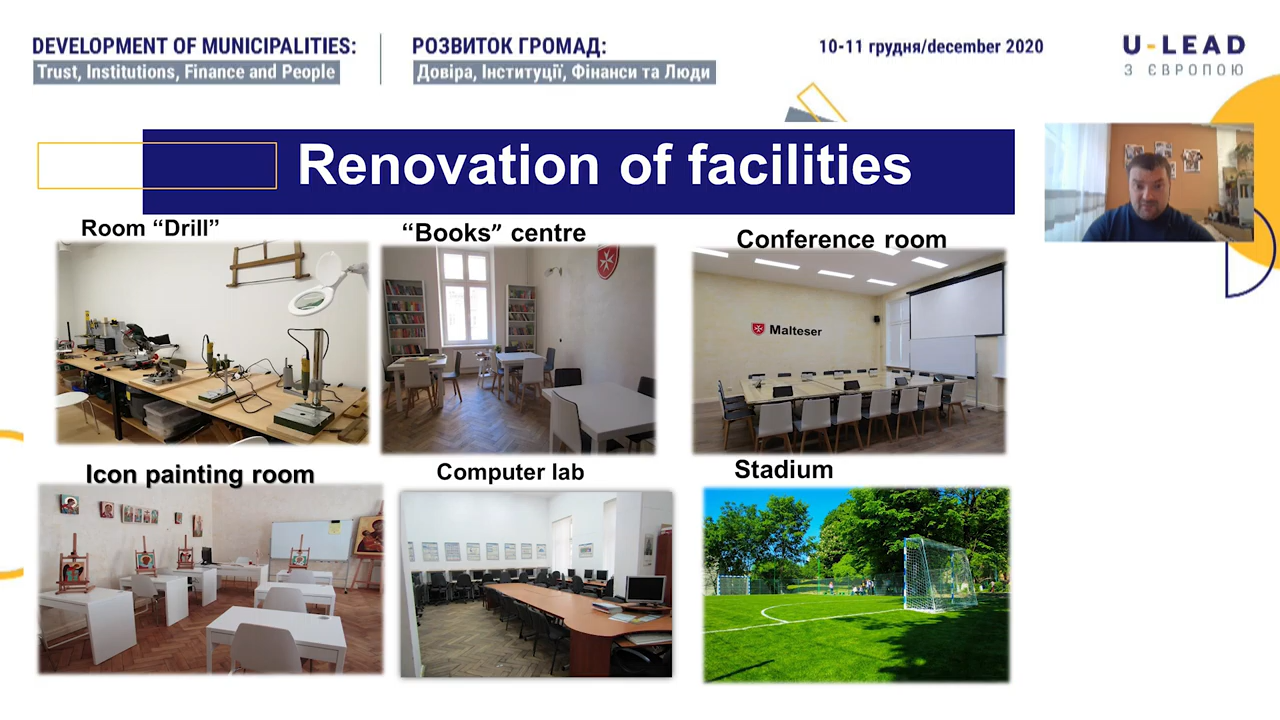 DEVELOPMENT OF MUNICIPALITIES:
Trust, Institutions, Finance and People
РОЗВИТОК ГРОМАД:
Довіра, Інституції, Фінанси та Люди
10-11 грудня/december 2020
U-LEAD
З ЄВРОПОЮ
Renovation of facilities
Room “Drill”
“Books” centre
Conference room
Malteser
Icon painting room
Computer lab
Stadium